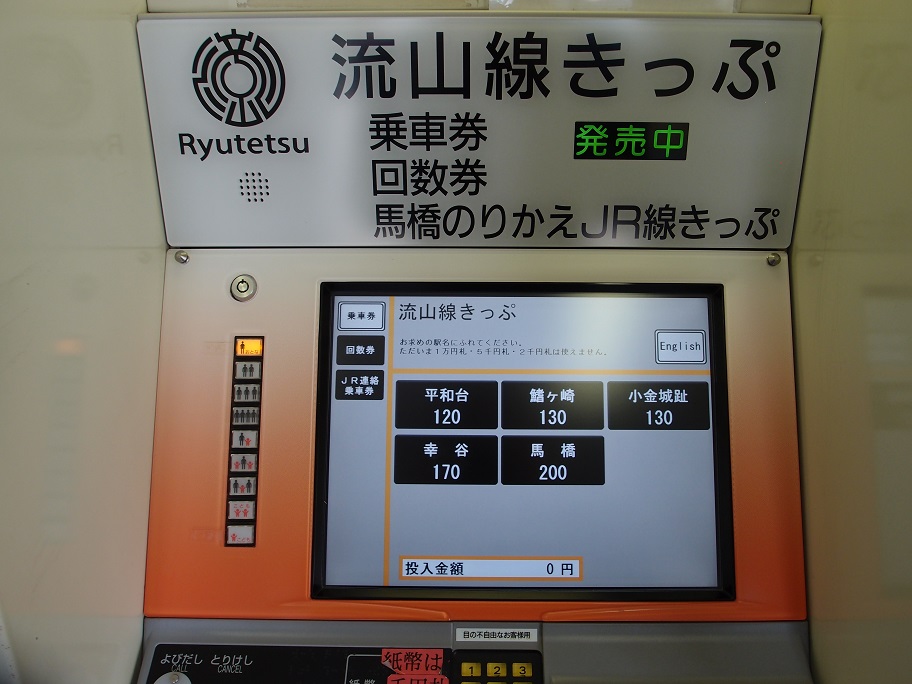 流山線きっぷ
Ryutetsu
乗車券
発売中
回数券
馬橋のりかえJR線きっぷ
乗車券
流山線きっぷ
お求めの駅名にふれてください。
ただいま1万円札・5千円札・2千円札は使えません。
English
回数券
JR連絡
乗車券
平和台
120
鰭ヶ崎
130
小金城趾
130
幸谷
170
馬橋
200
投入金額 0 円
目の不自由なお客様用
よびだし とりけし
CALL CANCEL
紙幣は
紙幣
1 2 3